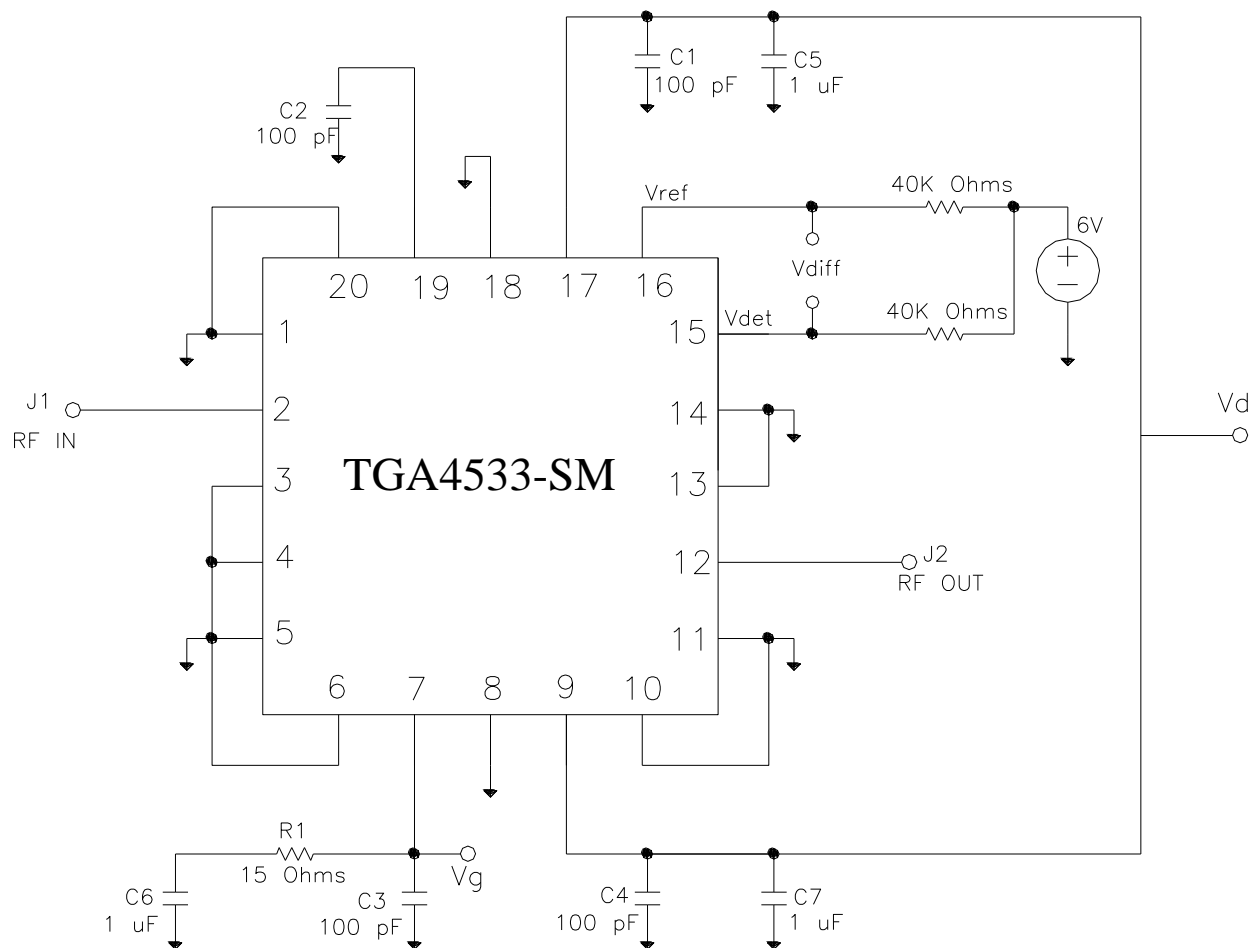 C1
100 pF
C5
1 uF
C2
100 pF
Vref
40K Ohms
6V
+
−
Vdiff
Vdet
40K Ohms
20
19
18
17
16
1
15
J1
RF IN
2
14
Vd
3
TGA4533-SM
13
4
12
J2
RF OUT
5
11
6
7
8
9
10
R1
15 Ohms
Vg
C6
1 uF
C3
100 pF
C4
100 pF
C7
1 uF